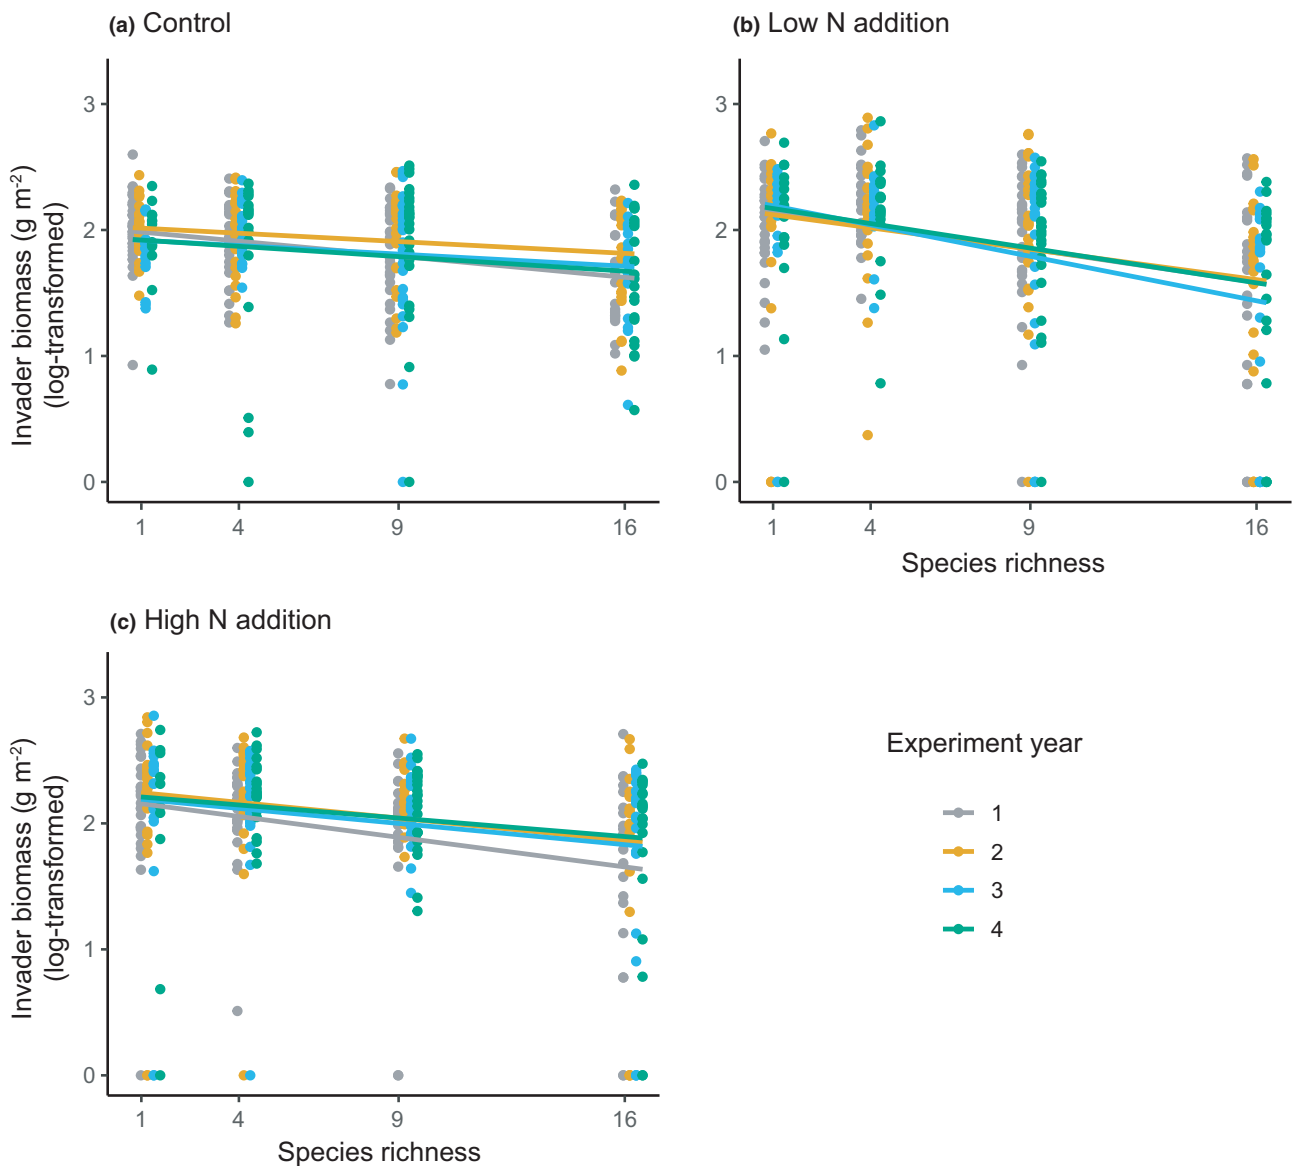 (a) Control
Invader biomass (g m⁻²)
(log-transformed)
3
2
1
0
1 4 9 16
(b) Low N addition
3
2
1
0
1 4 9 16
Species richness
(c) High N addition
Invader biomass (g m⁻²)
(log-transformed)
3
2
1
0
1 4 9 16
Species richness
Experiment year
1
2
3
4